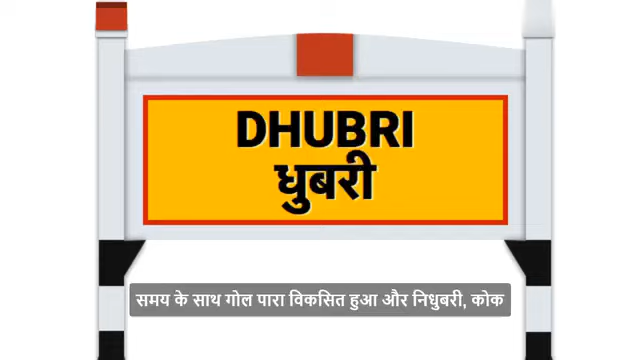 DHUBRI
धुबरी
समय के साथ गोल पारा विकसित हुआ और निधुबरी, कोक